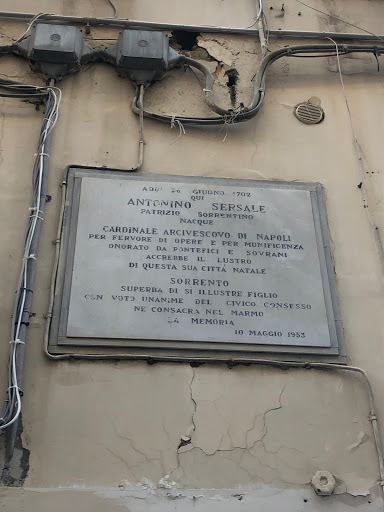 ADDI 26 GIUGNO 1702
QUI
ANTONINO SERSALE
PATRIZIO SORRENTINO
NACQUE
CARDINALE ARCIVESCOVO DI NAPOLI
PER FERVORE DI OPERE E PER MUNIFICENZA
ONORATO DA PONTEFICI E SOVRANI
ACCREBBE IL LUSTRO
DI QUESTA SUA CITTÀ NATALE
SORRENTO
SUPERBA DI SI ILLUSTRE FIGLIO
CON VOTO UNANIME DEL CIVICO CONSESSO
NE CONSACRA NEL MARMO
LA MEMORIA
10 MAGGIO 1953